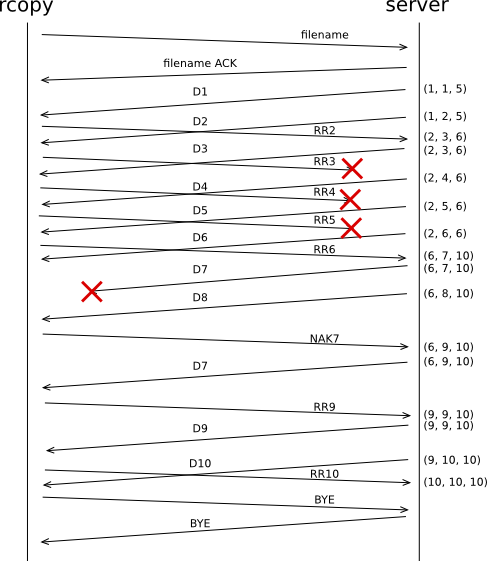 rcopy server
filename
filename ACK
D1 (1, 1, 5)
D2 (1, 2, 5)
RR2 (2, 3, 6)
D3 (2, 3, 6)
RR3
D4 (2, 4, 6)
RR4
D5 (2, 5, 6)
RR5
D6 (2, 6, 6)
RR6 (6, 7, 10)
D7 (6, 7, 10)
D8 (6, 8, 10)
NAK7 (6, 9, 10)
D7 (6, 9, 10)
RR9 (9, 9, 10)
D9 (9, 9, 10)
D10 (9, 10, 10)
RR10 (10, 10, 10)
BYE
BYE